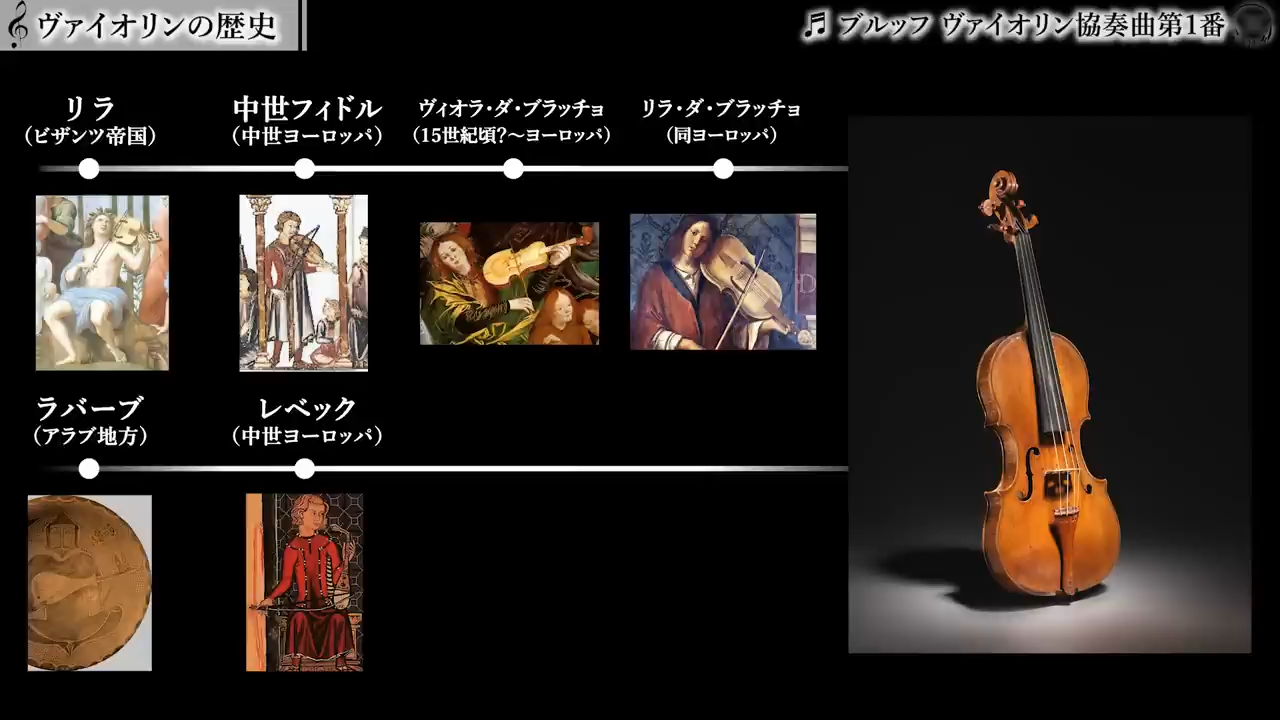 ヴァイオリンの歴史
♬ ブルッフ ヴァイオリン協奏曲第1番
リラ
（ビザンツ帝国）
中世フィドル
（中世ヨーロッパ）
ヴィオラ・ダ・ブラッチョ
（15世紀頃?～ヨーロッパ）
リラ・ダ・ブラッチョ
（同ヨーロッパ）
ラバーブ
（アラブ地方）
レベック
（中世ヨーロッパ）